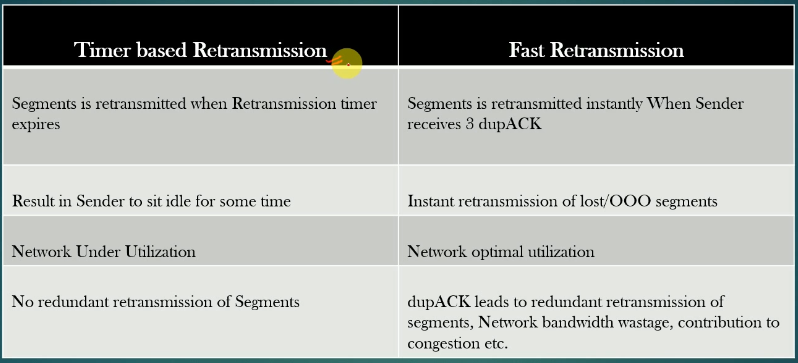 Timer based Retransmission
Fast Retransmission
Segments is retransmitted when Retransmission timer
expires
Segments is retransmitted instantly When Sender
receives 3 dupACK
Result in Sender to sit idle for some time
Instant retransmission of lost/OOO segments
Network Under Utilization
Network optimal utilization
No redundant retransmission of Segments
dupACK leads to redundant retransmission of
segments, Network bandwidth wastage, contribution to
congestion etc.